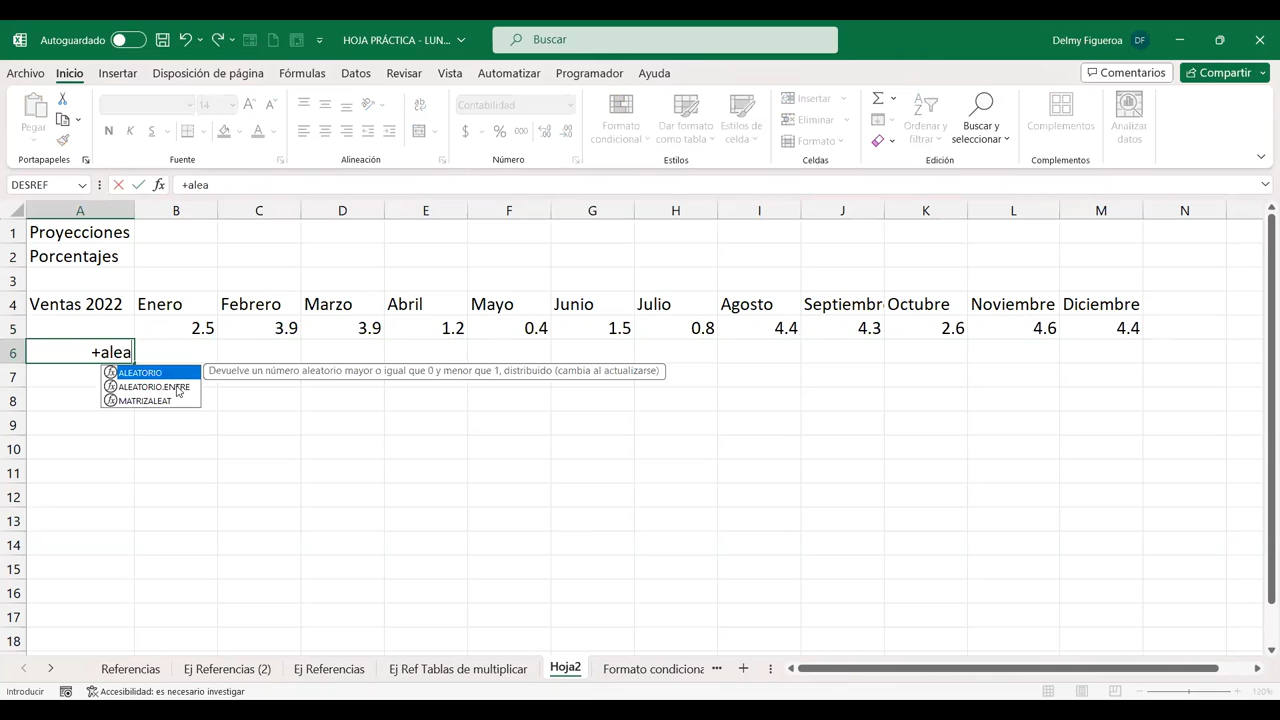 Autoguardado
HOJA PRÁCTICA - LUN...
Buscar
Delmy Figueroa
DF
Archivo Inicio Insertar Disposición de página Fórmulas Datos Revisar Vista Automatizar Programador Ayuda
Comentarios
Compartir
Pegar
Portapapeles
14
N K S
Fuente
Alineación
Contabilidad
$ % 000
Número
Formato condicional
Dar formato como tabla
Estilos de celda
Estilos
Insertar
Eliminar
Formato
Celdas
Ordenar y filtrar
Buscar y seleccionar
Edición
Complementos
Complementos
Analizar datos
DESREF
fx
+alea
A B C D E F G H I J K L M N
1 Proyecciones
2 Porcentajes
3
4 Ventas 2022 Enero Febrero Marzo Abril Mayo Junio Julio Agosto Septiembr Octubre Noviembre Diciembre
5 2.5 3.9 3.9 1.2 0.4 1.5 0.8 4.4 4.3 2.6 4.6 4.4
6 +alea
ALEATORIO
Devuelve un número aleatorio mayor o igual que 0 y menor que 1, distribuido (cambia al actualizarse)
7
ALEATORIO.ENTRE
MATRIZALEAT
8
9
10
11
12
13
14
15
16
17
18
Referencias Ej Referencias (2) Ej Referencias Ej Ref Tablas de multiplicar Hoja2 Formato condiciona ...
Introducir
Accesibilidad: es necesario investigar
120%